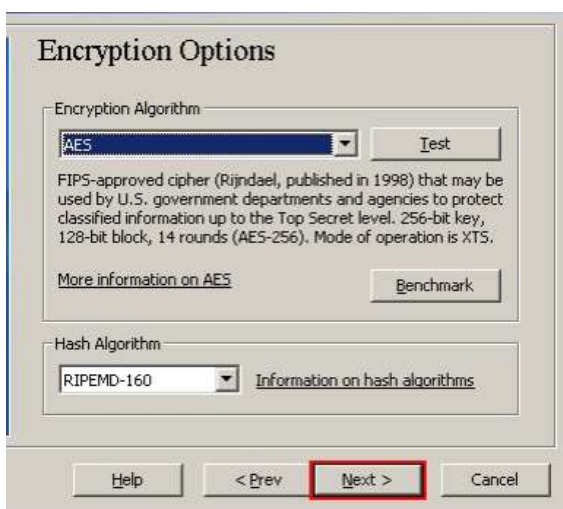 Encryption Options
Encryption Algorithm
AES
Test
FIPS-approved cipher (Rijndael, published in 1998) that may be
used by U.S. government departments and agencies to protect
classified information up to the Top Secret level. 256-bit key,
128-bit block, 14 rounds (AES-256). Mode of operation is XTS.
More information on AES
Benchmark
Hash Algorithm
RIPEMD-160
Information on hash algorithms
Help
< Prev
Next >
Cancel